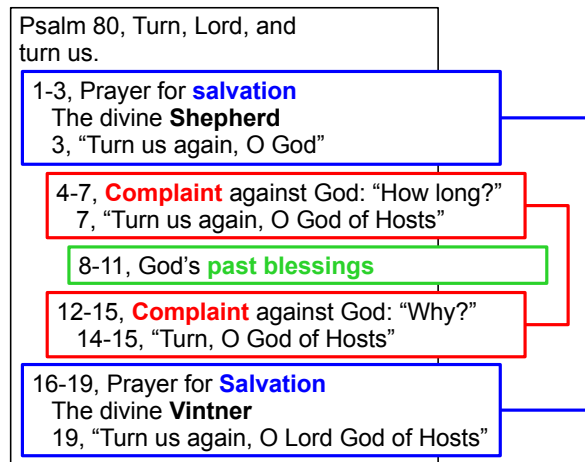 Psalm 80, Turn, Lord, and
turn us.
1-3, Prayer for salvation
The divine Shepherd
3, “Turn us again, O God”
4-7, Complaint against God: “How long?”
7, “Turn us again, O God of Hosts”
8-11, God’s past blessings
12-15, Complaint against God: “Why?”
14-15, “Turn, O God of Hosts”
16-19, Prayer for Salvation
The divine Vintner
19, “Turn us again, O Lord God of Hosts”